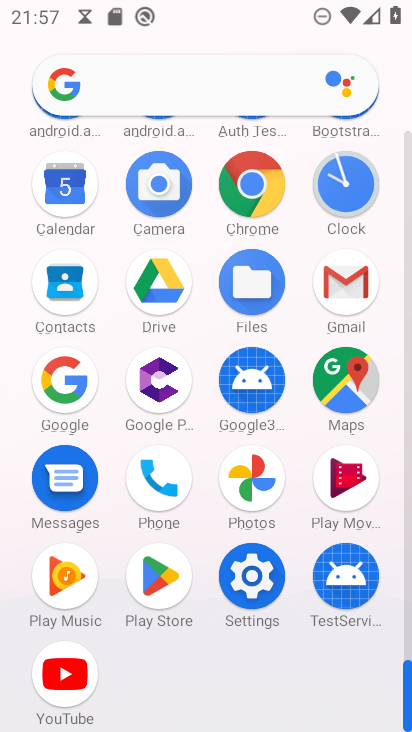 21:57
android.a...
android.a...
Auth Tes...
Bootstra...
5
Calendar
Camera
Chrome
Clock
Contacts
Drive
Files
Gmail
Google
Google P...
Google3...
Maps
Messages
Phone
Photos
Play Mov...
Play Music
Play Store
Settings
TestServi...
YouTube